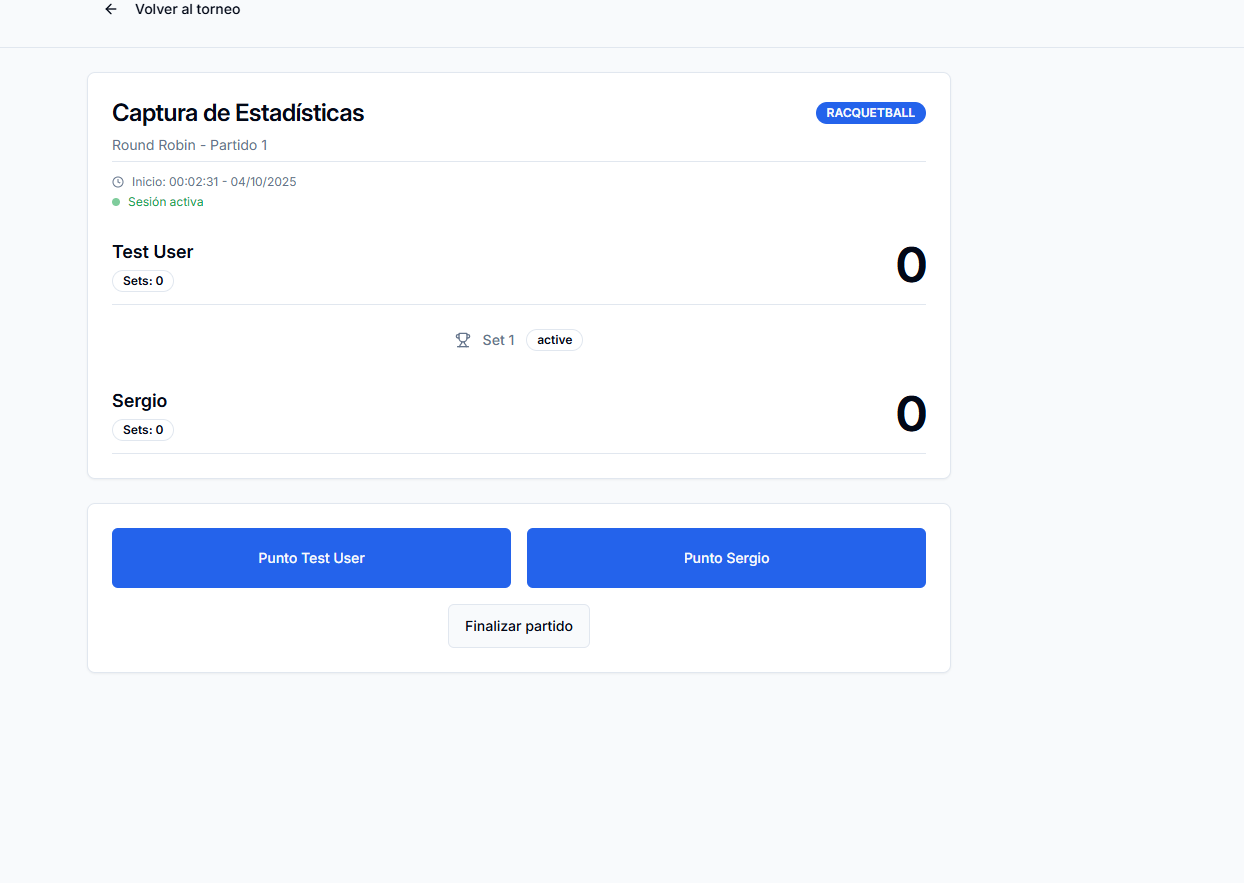 Volver al torneo
Captura de Estadísticas
RACQUETBALL
Round Robin - Partido 1
Inicio: 00:02:31 - 04/10/2025
Sesión activa
Test User
0
Sets: 0
Set 1
active
Sergio
0
Sets: 0
Punto Test User
Punto Sergio
Finalizar partido